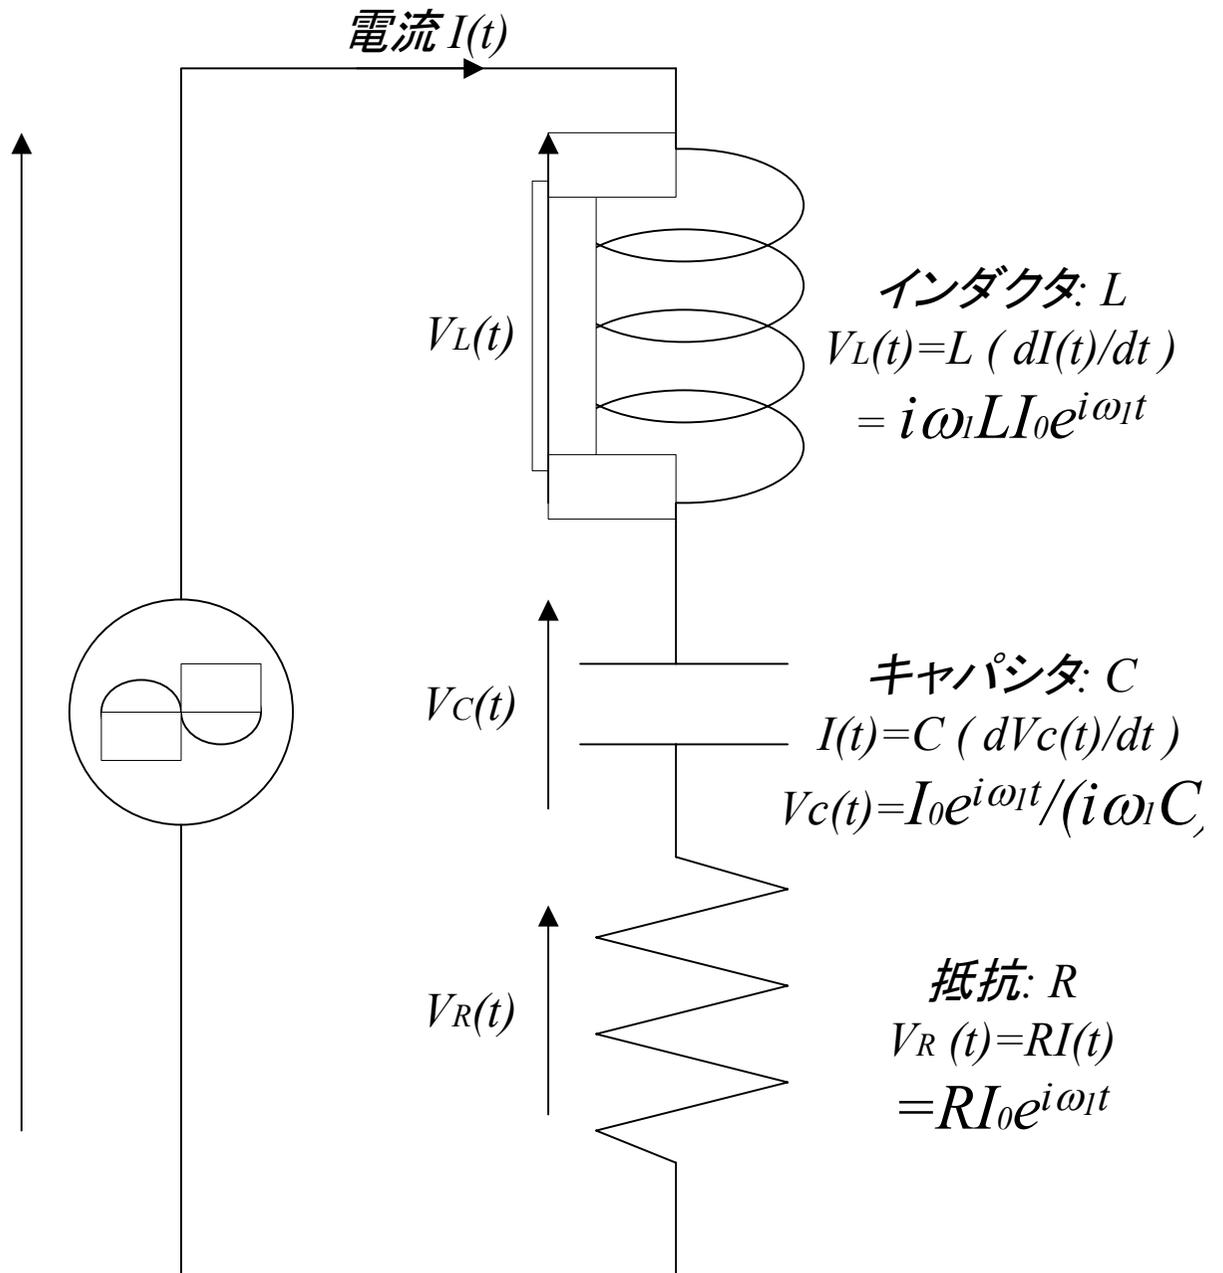 電流 I(t)
VL(t)
インダクタ: L
VL(t)=L ( dI(t)/dt )
= iω1LI0e^iω1t
VC(t)
キャパシタ: C
I(t)=C ( dVc(t)/dt )
Vc(t)=I0e^iω1t/(iω1C)
VR(t)
抵抗: R
VR (t)=RI(t)
=RI0e^iω1t